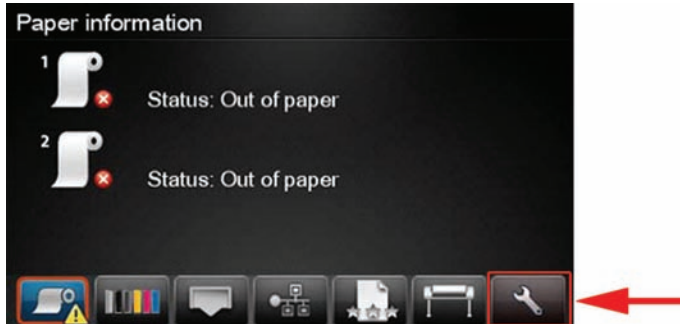 Paper information
1
Status: Out of paper
2
Status: Out of paper